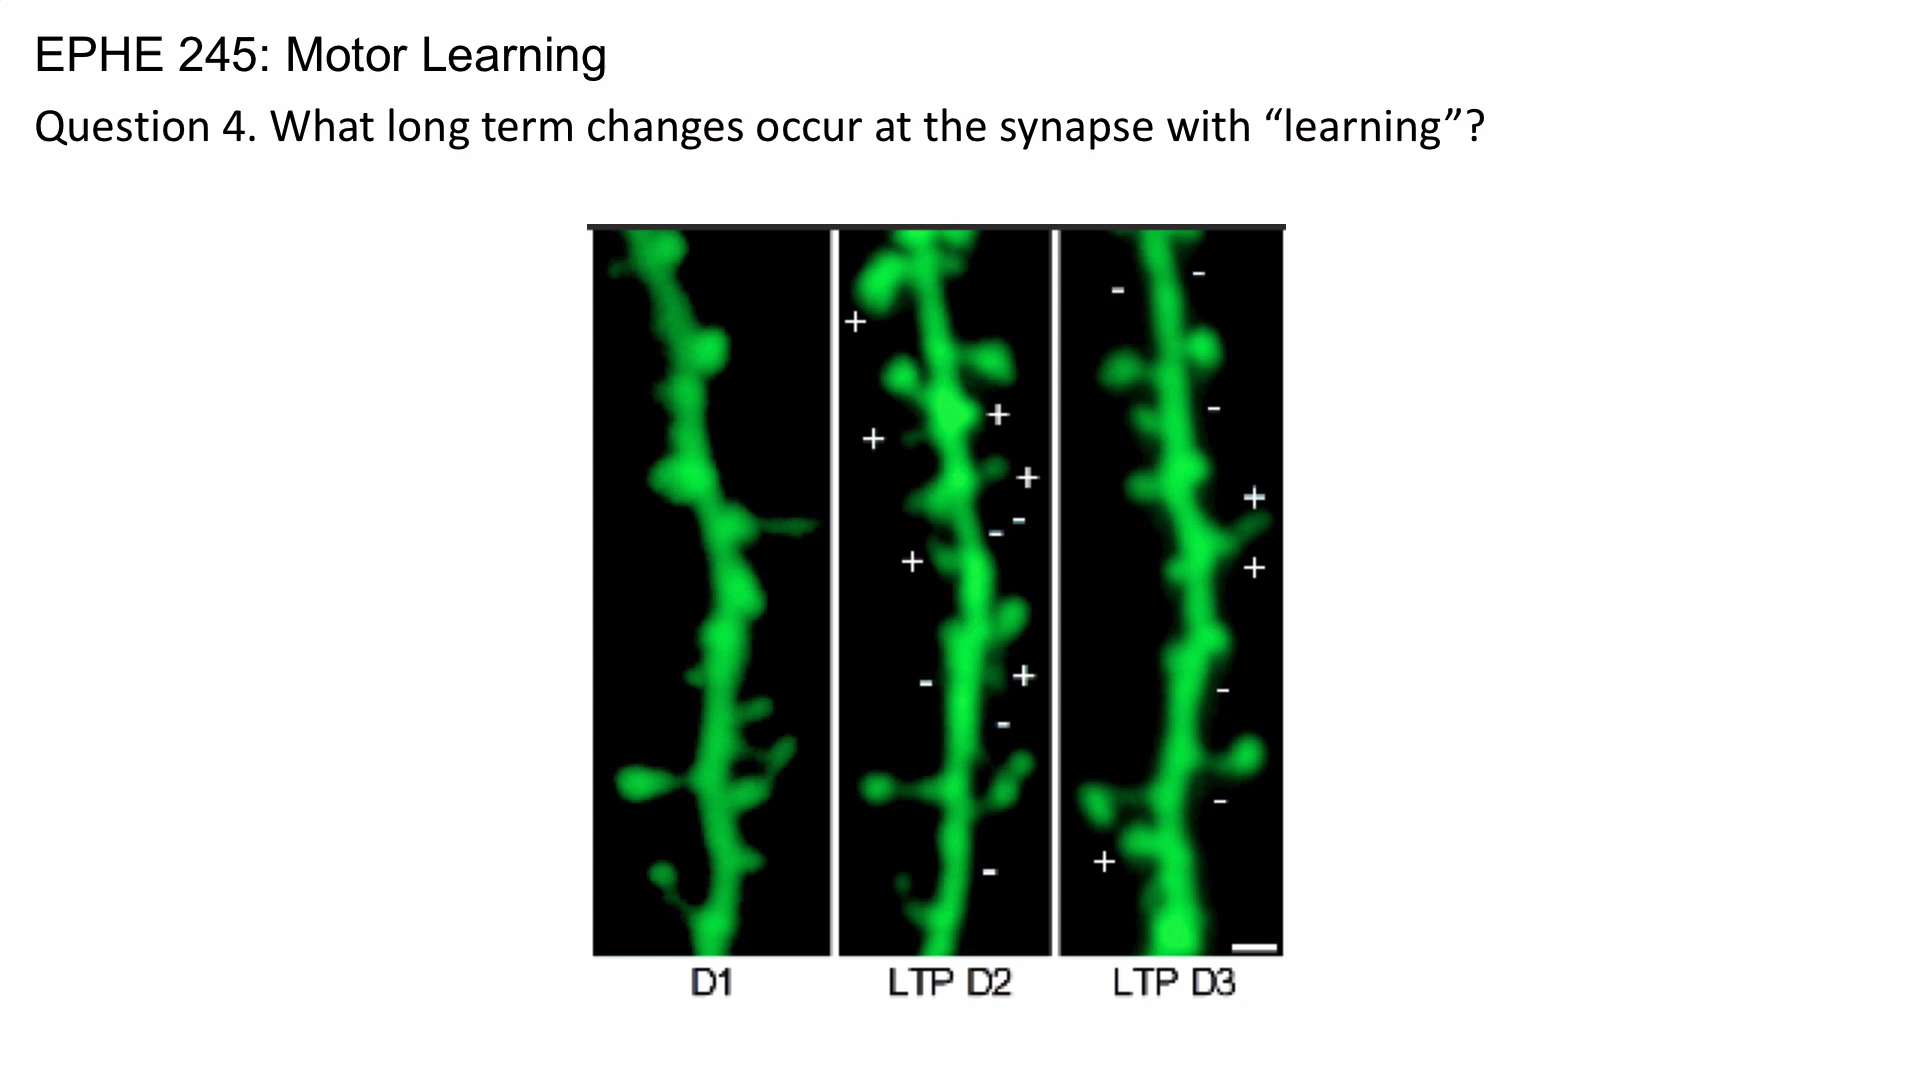 EPHE 245: Motor Learning
Question 4. What long term changes occur at the synapse with “learning”?
+ + + + - - + - + - -
- - - + + - - +
D1 LTP D2 LTP D3